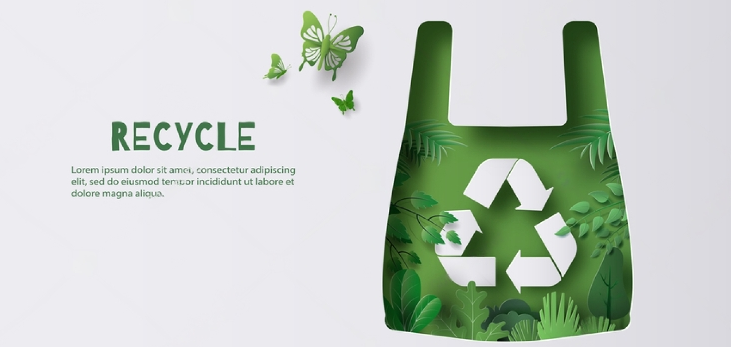 RECYCLE
Lorem ipsum dolor sit amet, consectetur adipiscing
elit, sed do eiusmod tempor incididunt ut labore et
dolore magna aliqua.